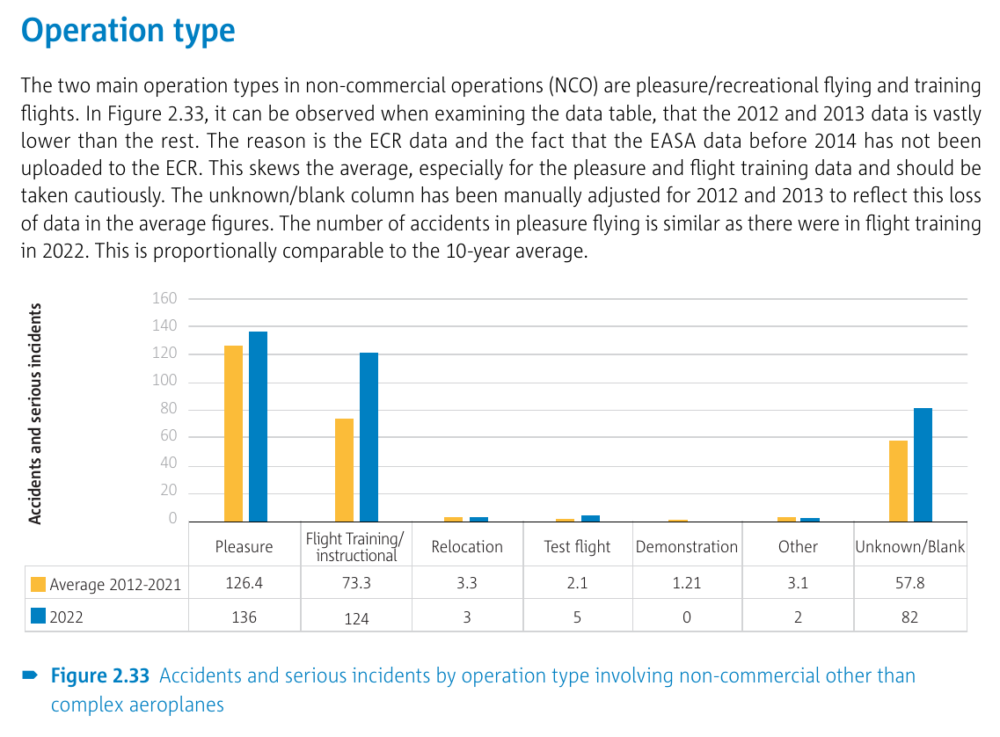 Operation type
The two main operation types in non-commercial operations (NCO) are pleasure/recreational flying and training
flights. In Figure 2.33, it can be observed when examining the data table, that the 2012 and 2013 data is vastly
lower than the rest. The reason is the ECR data and the fact that the EASA data before 2014 has not been
uploaded to the ECR. This skews the average, especially for the pleasure and flight training data and should be
taken cautiously. The unknown/blank column has been manually adjusted for 2012 and 2013 to reflect this loss
of data in the average figures. The number of accidents in pleasure flying is similar as there were in flight training
in 2022. This is proportionally comparable to the 10-year average.
Accidents and serious incidents
160
140
120
100
80
60
40
20
0
Pleasure
Flight Training/
instructional
Relocation
Test flight
Demonstration
Other
Unknown/Blank
Average 2012-2021 126.4 73.3 3.3 2.1 1.21 3.1 57.8
2022 136 124 3 5 0 2 82
Figure 2.33 Accidents and serious incidents by operation type involving non-commercial other than
complex aeroplanes